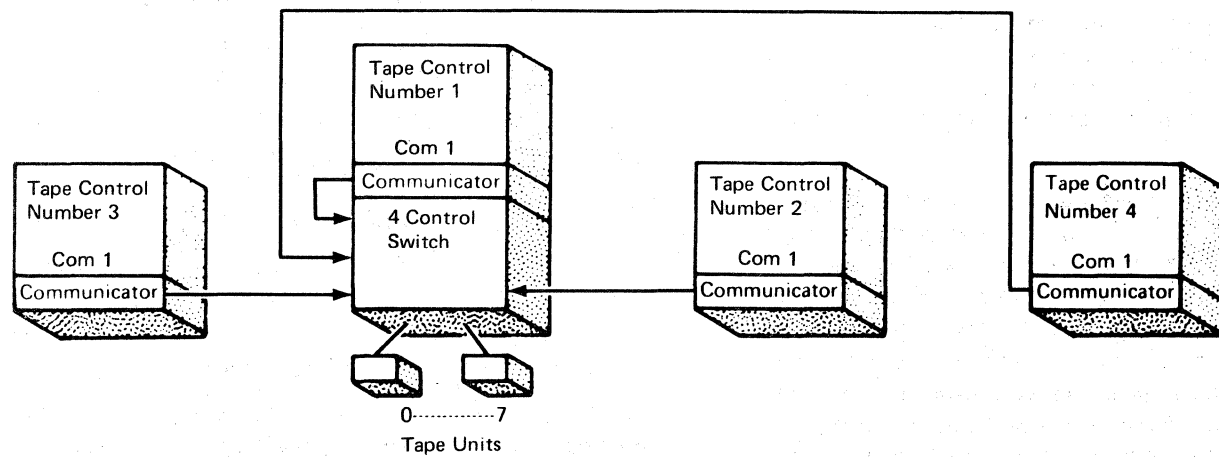 Tape Control
Number 1
Com 1
Communicator
4 Control
Switch
Tape Control
Number 3
Com 1
Communicator
Tape Control
Number 2
Com 1
Communicator
Tape Control
Number 4
Com 1
Communicator
0-------------7
Tape Units